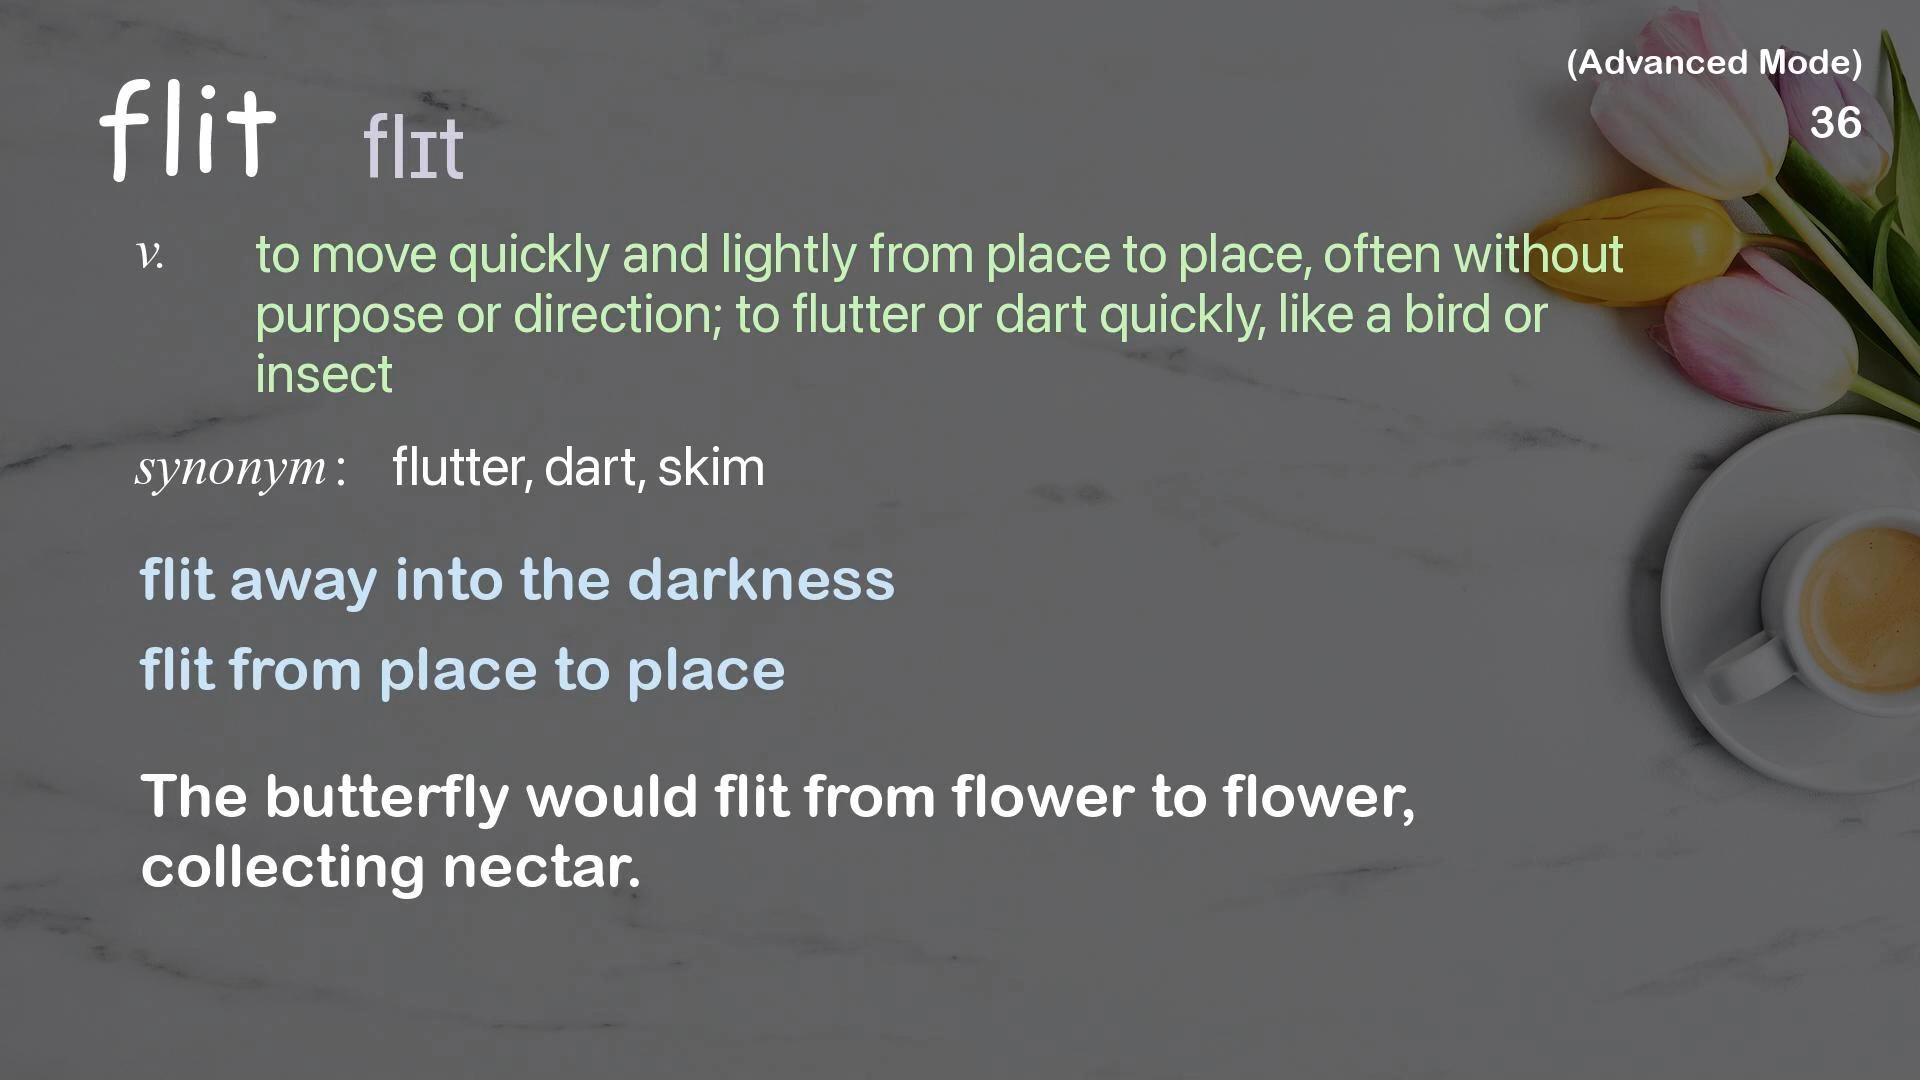 (Advanced Mode)
36
flit flɪt
v. to move quickly and lightly from place to place, often without
purpose or direction; to flutter or dart quickly, like a bird or
insect
synonym: flutter, dart, skim
flit away into the darkness
flit from place to place
The butterfly would flit from flower to flower,
collecting nectar.